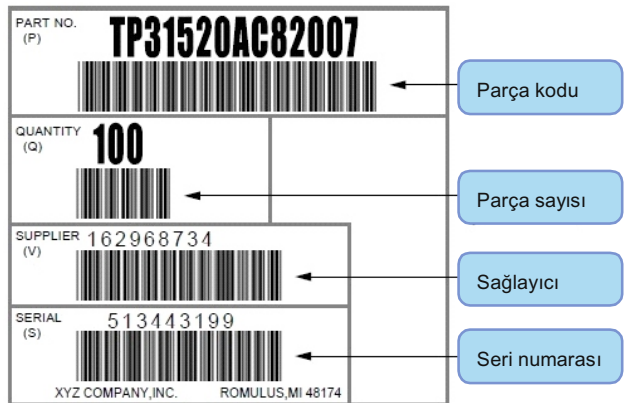 PART NO.
(P)
TP31520AC82007
Parça kodu
QUANTITY
(Q)
100
Parça sayısı
SUPPLIER 162968734
(V)
Sağlayıcı
SERIAL 513443199
(S)
Seri numarası
XYZ COMPANY,INC. ROMULUS,MI 48174